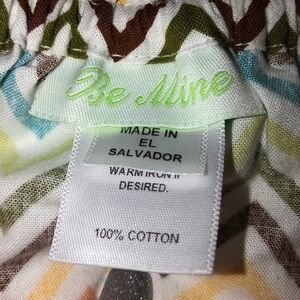 Be Mine
MADE IN
EL
SALVADOR
WARM IRON IF
DESIRED.
100% COTTON